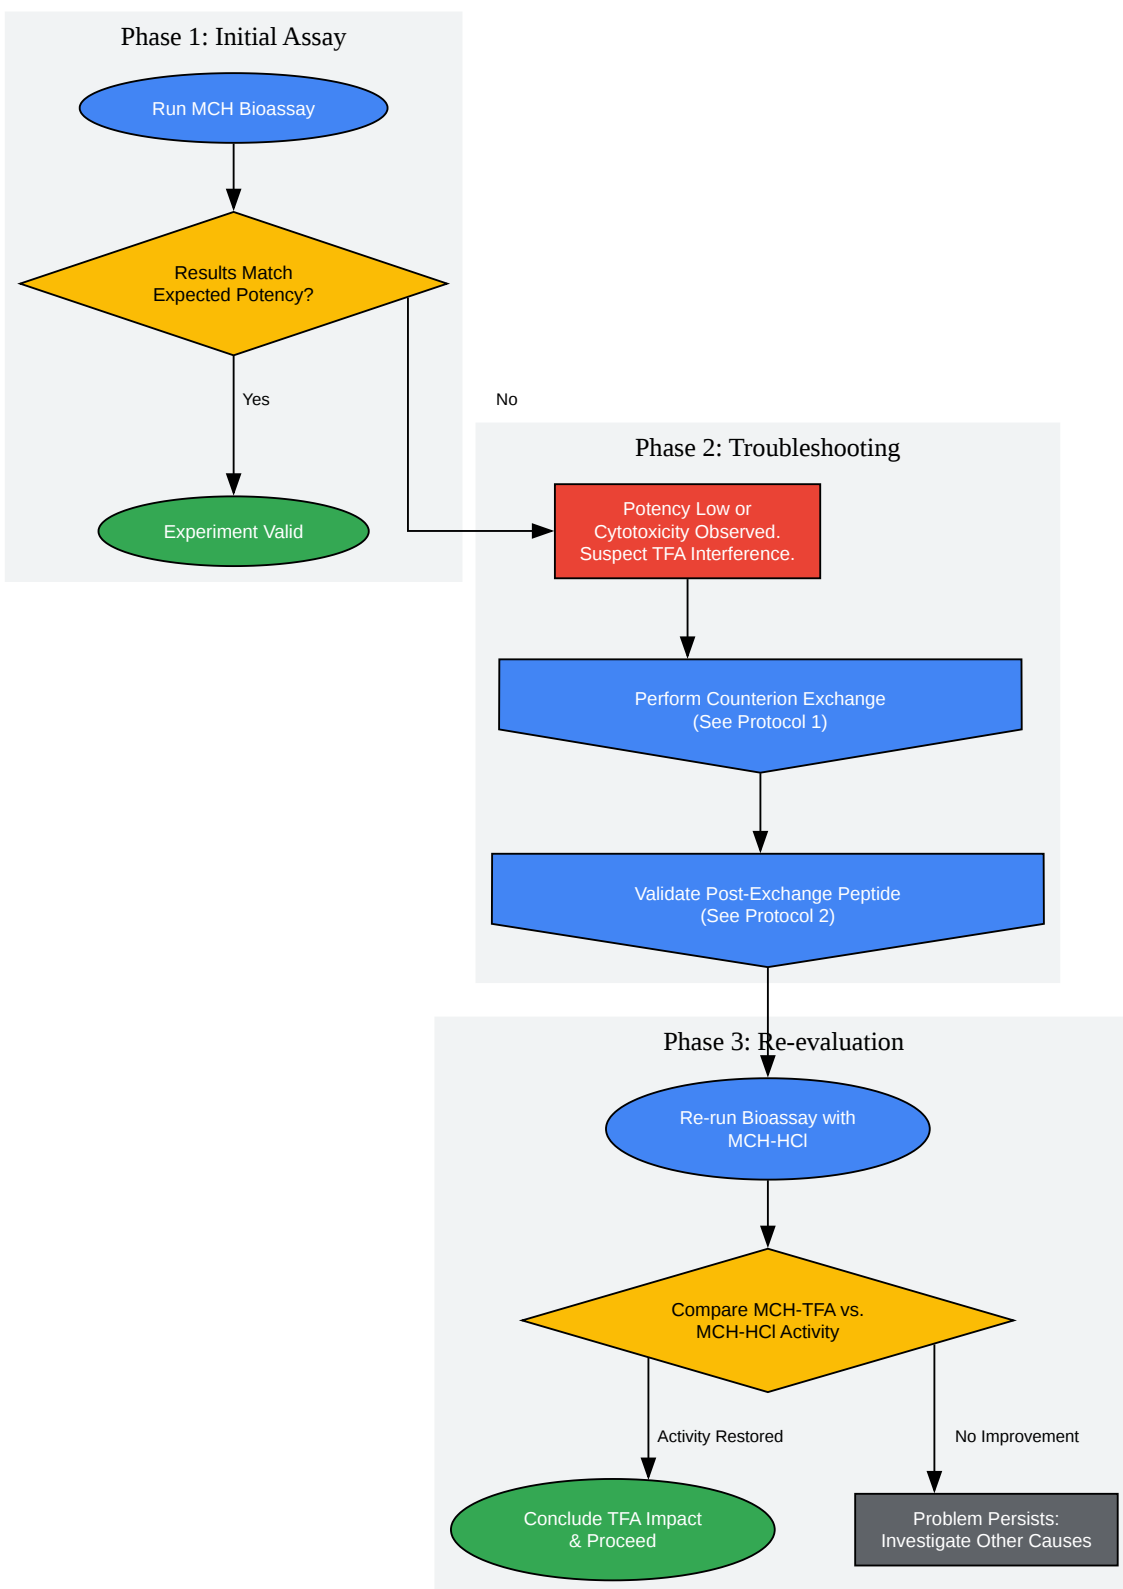 Phase 1: Initial Assay
Run MCH Bioassay
Results Match
Expected Potency?
Yes
No
Experiment Valid
Phase 2: Troubleshooting
Potency Low or
Cytotoxicity Observed.
Suspect TFA Interference.
Perform Counterion Exchange
(See Protocol 1)
Validate Post-Exchange Peptide
(See Protocol 2)
Phase 3: Re-evaluation
Re-run Bioassay with
MCH-HCl
Compare MCH-TFA vs.
MCH-HCl Activity
Activity Restored
No Improvement
Conclude TFA Impact
& Proceed
Problem Persists:
Investigate Other Causes